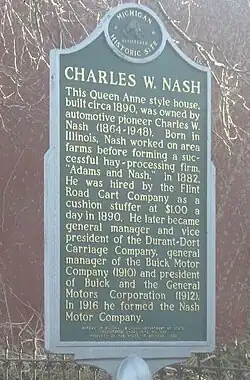 MICHIGAN
REGISTERED
HISTORIC SITE
CHARLES W. NASH
This Queen Anne style house,
built circa 1890, was owned by
automotive pioneer Charles W.
Nash (1864-1948). Born in
Illinois, Nash worked on area
farms before forming a suc-
cessful hay-processing firm,
"Adams and Nash," in 1882.
He was hired by the Flint
Road Cart Company as a
cushion stuffer at $1.00 a
day in 1890. He later became
general manager and vice
president of the Durant-Dort
Carriage Company, general
manager of the Buick Motor
Company (1910) and president
of Buick and the General
Motors Corporation (1912).
In 1916 he formed the Nash
Motor Company.